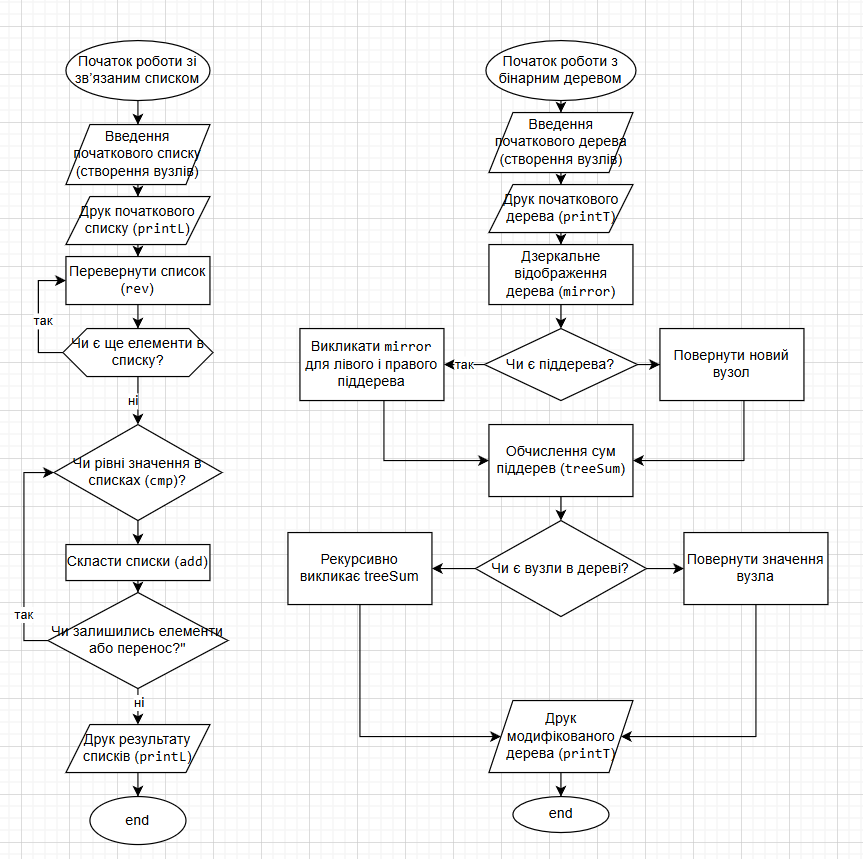 Початок роботи зі
зв'язаним списком
Введення
початкового списку
(створення вузлів)
Друк початкового
списку (printL)
Перевернути список
(rev)
так
Чи є ще елементи в
списку?
ні
Чи рівні значення в
списках (cmp)?
Скласти списки (add)
так
Чи залишились елементи
або перенос?"
ні
Друк результату
списків (printL)
end
Початок роботи з
бінарним деревом
Введення
початкового дерева
(створення вузлів)
Друк початкового
дерева (printT)
Дзеркальне
відображення
дерева (mirror)
Викликати mirror
для лівого і правого
піддерева
так
Чи є піддерева?
Повернути новий
вузол
Обчислення сум
піддерев (treeSum)
Рекурсивно
викликає treeSum
Чи є вузли в дереві?
Повернути значення
вузла
Друк
модифікованого
дерева (printT)
end